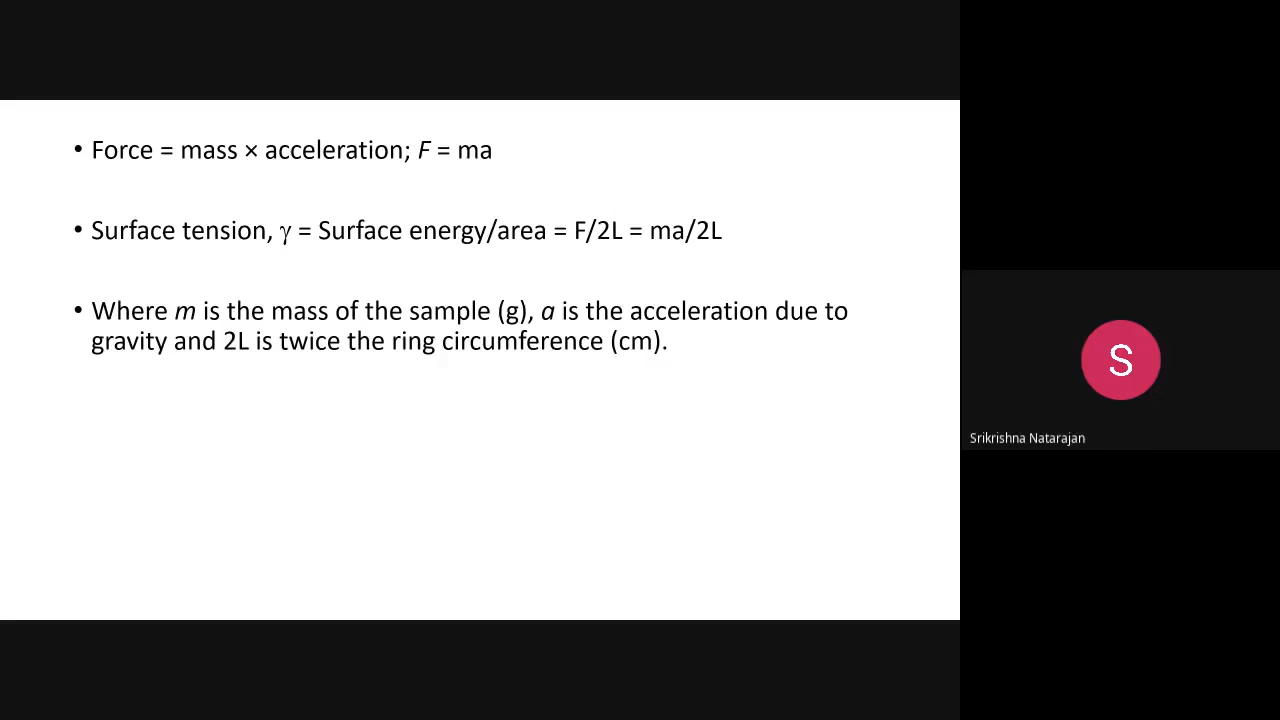 • Force = mass × acceleration; F = ma
• Surface tension, γ = Surface energy/area = F/2L = ma/2L
• Where m is the mass of the sample (g), a is the acceleration due to
gravity and 2L is twice the ring circumference (cm).
S
Srikrishna Natarajan